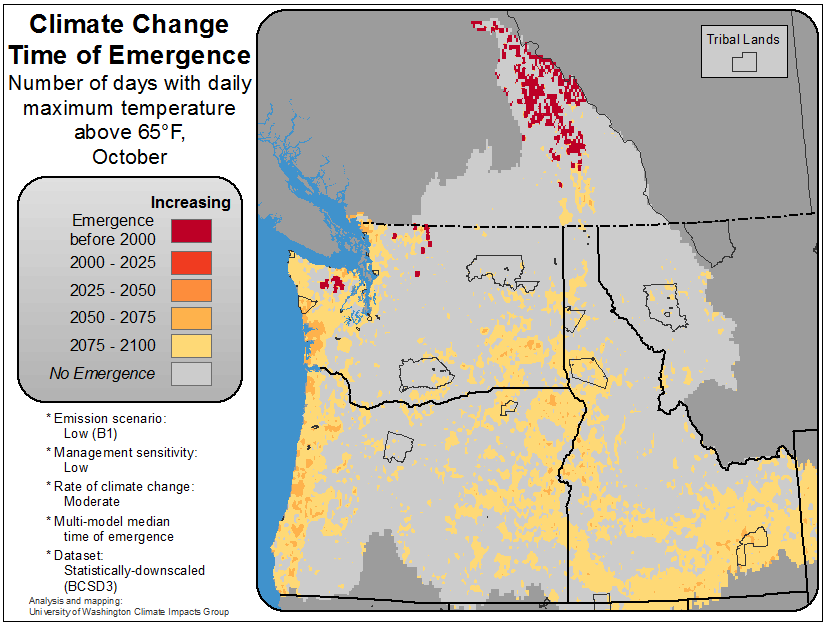 Climate Change
Time of Emergence
Number of days with daily
maximum temperature
above 65°F,
October
Tribal Lands
Increasing
Emergence
before 2000
2000 - 2025
2025 - 2050
2050 - 2075
2075 - 2100
No Emergence
* Emission scenario:
Low (B1)
* Management sensitivity:
Low
* Rate of climate change:
Moderate
* Multi-model median
time of emergence
* Dataset:
Statistically-downscaled
(BCSD3)
Analysis and mapping:
University of Washington Climate Impacts Group